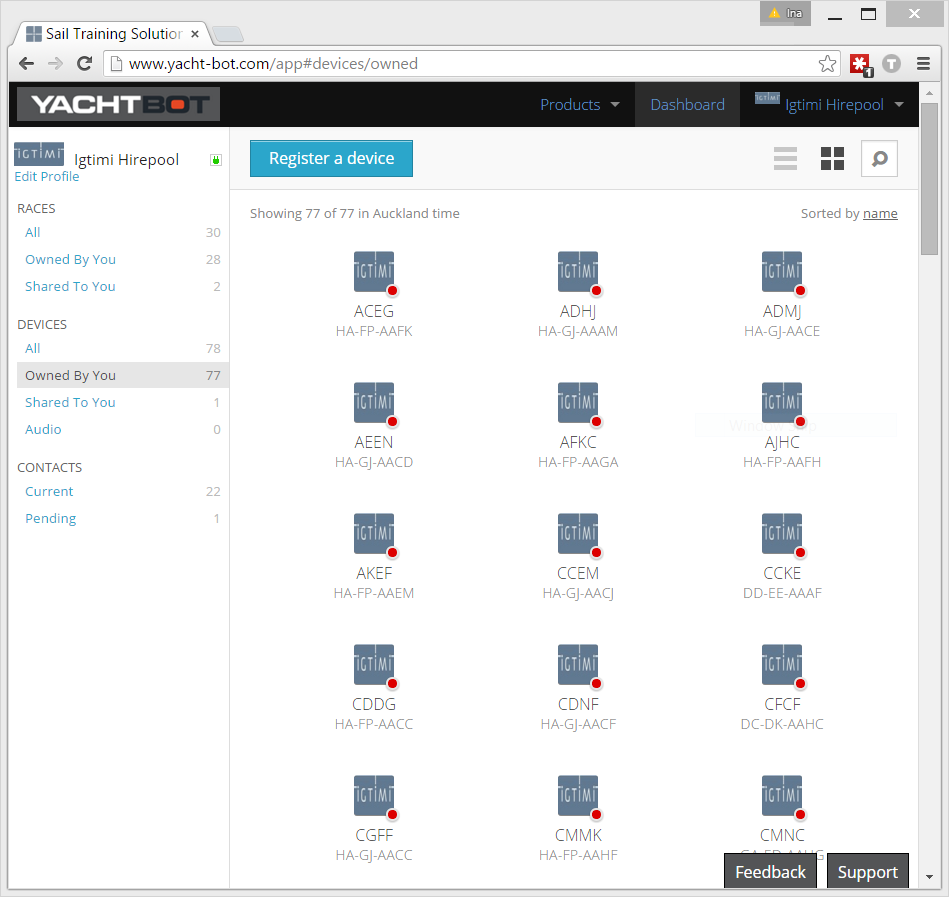 Ina
Sail Training Solution
www.yacht-bot.com/app#devices/owned
1
T
YACHTBOT
Products
Dashboard
IGTIMI
Igtimi Hirepool
IGTIMI
Igtimi Hirepool
Edit Profile
Register a device
RACES
All 30
Owned By You 28
Shared To You 2
DEVICES
All 78
Owned By You 77
Shared To You 1
Audio 0
CONTACTS
Current 22
Pending 1
Showing 77 of 77 in Auckland time
Sorted by name
IGTIMI IGTIMI IGTIMI
ACEG ADHJ ADMJ
HA-FP-AAFK HA-GJ-AAAM HA-GJ-AACE
IGTIMI IGTIMI IGTIMI
AEEN AFKC AJHC
HA-GJ-AACD HA-FP-AAGA HA-FP-AAFH
IGTIMI IGTIMI IGTIMI
AKEF CCEM CCKE
HA-FP-AAEM HA-GJ-AACJ DD-EE-AAAF
IGTIMI IGTIMI IGTIMI
CDDG CDNF CFCF
HA-FP-AACC HA-GJ-AACF DC-DK-AAHC
IGTIMI IGTIMI IGTIMI
CGFF CMMK CMNC
HA-GJ-AACC HA-FP-AAHF
Feedback
Support